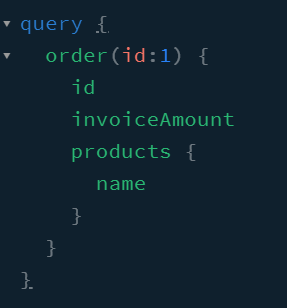 query {
order(id:1) {
id
invoiceAmount
products {
name
}
}
}